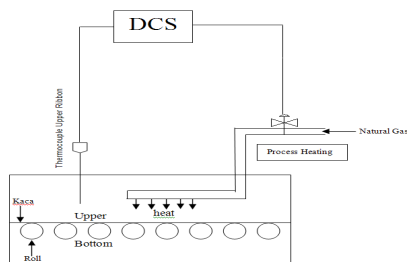 DCS
Thermocouple Upper Ribbon
Natural Gas
Process Heating
Kaca
Upper
heat
Bottom
Roll